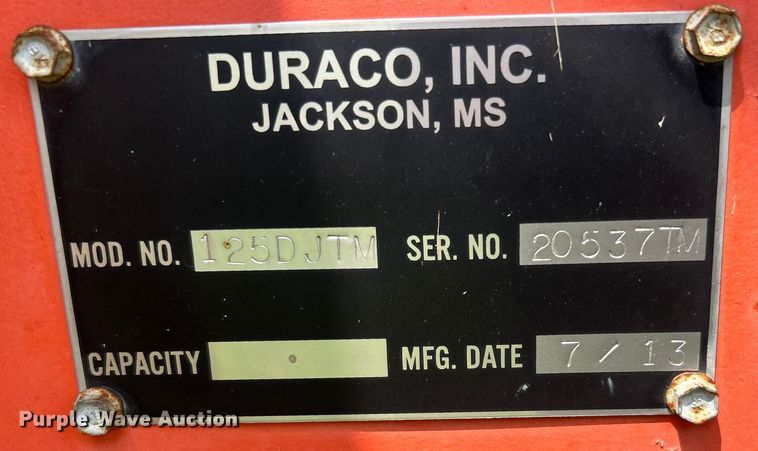 DURACO, INC.
JACKSON, MS
MOD. NO. 125DJTM SER. NO. 20537TM
CAPACITY MFG. DATE 7 / 13
Purple Wave Auction